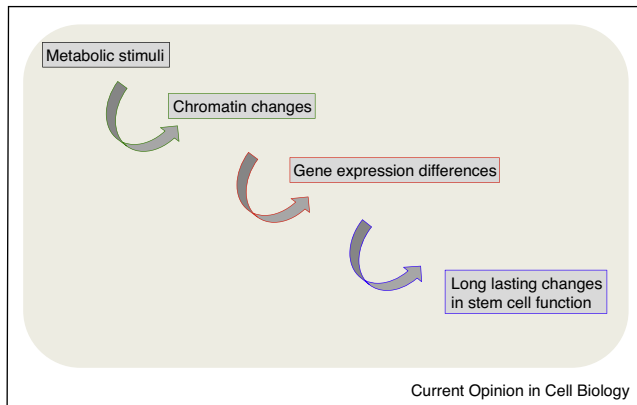 Metabolic stimuli
Chromatin changes
Gene expression differences
Long lasting changes
in stem cell function
Current Opinion in Cell Biology